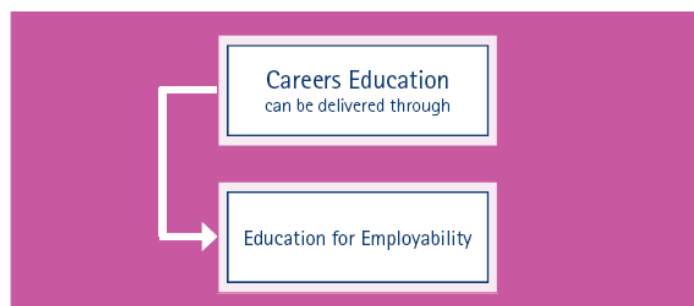 Careers Education
can be delivered through
Education for Employability